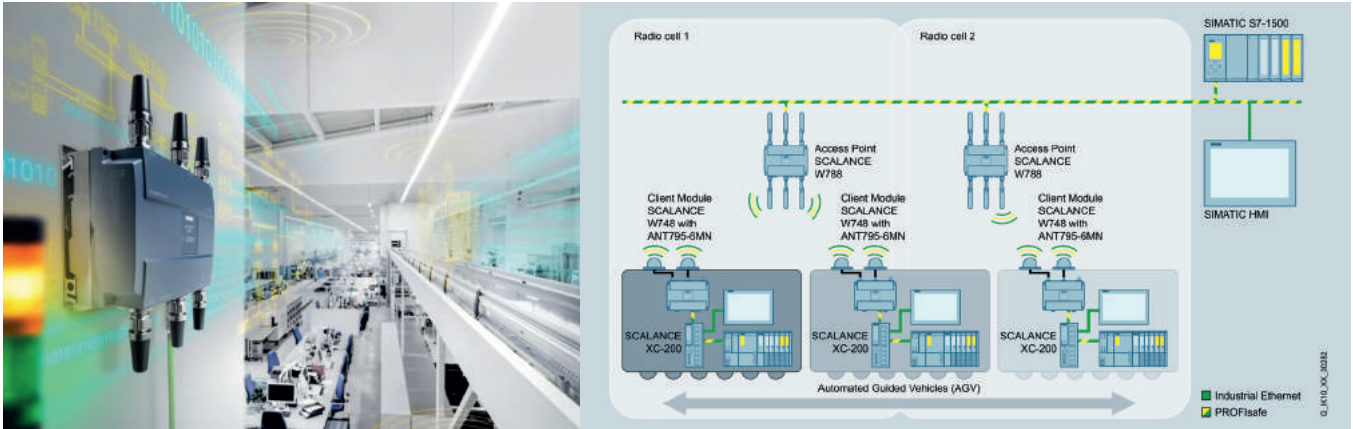 Radio cell 1
Radio cell 2
SIMATIC S7-1500
Access Point
SCALANCE
W788
Access Point
SCALANCE
W788
SIMATIC HMI
Client Module
SCALANCE
W748 with
ANT795-6MN
Client Module
SCALANCE
W748 with
ANT795-6MN
Client Module
SCALANCE
W748 with
ANT795-6MN
SCALANCE
XC-200
SCALANCE
XC-200
SCALANCE
XC-200
Automated Guided Vehicles (AGV)
Industrial Ethernet
PROFIsafe
G_IK10_XX_30282